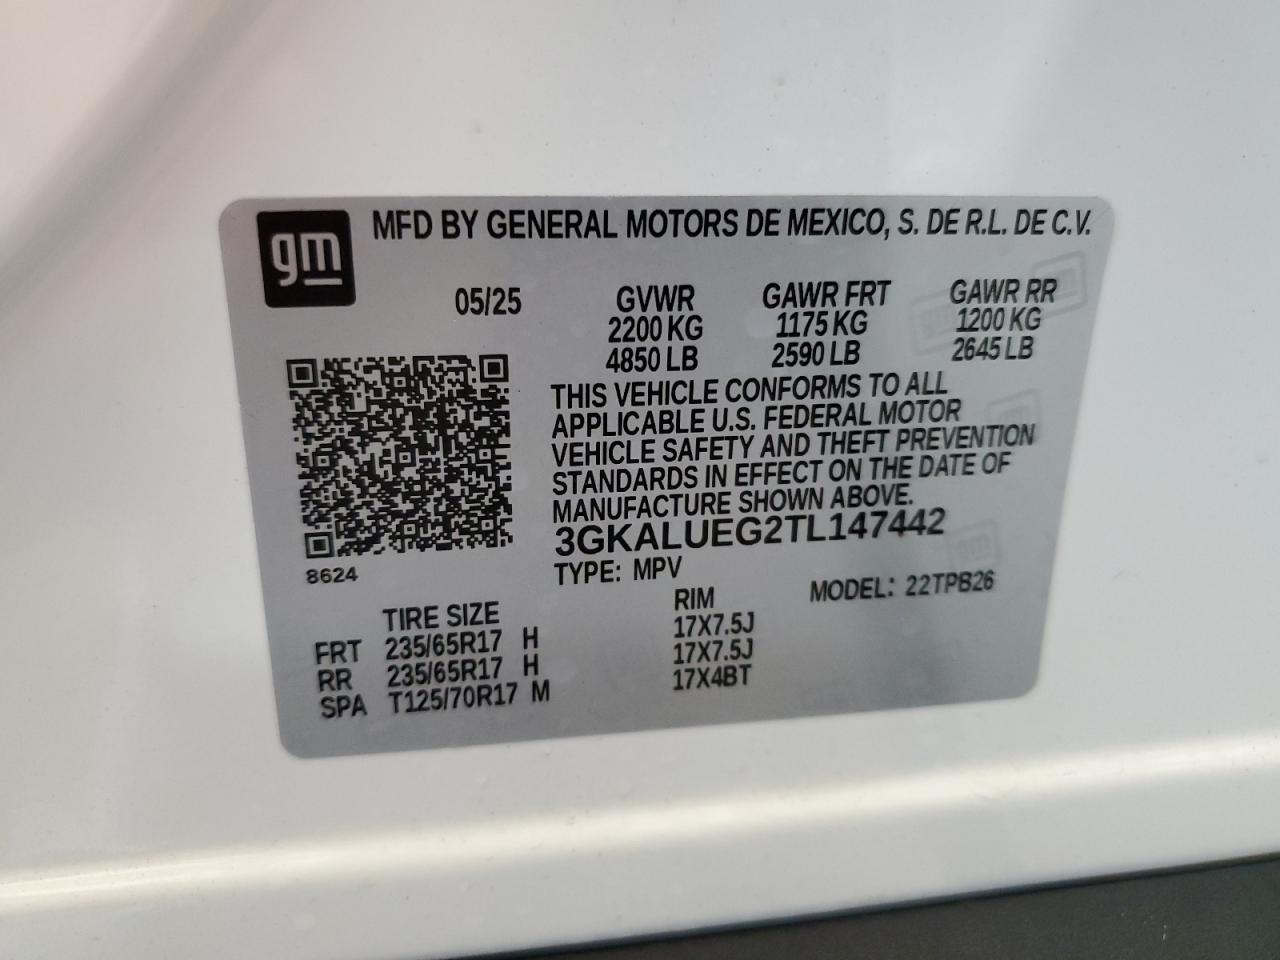 gm
MFD BY GENERAL MOTORS DE MEXICO, S. DE R.L. DE C.V.
05/25 GVWR GAWR FRT GAWR RR
2200 KG 1175 KG 1200 KG
4850 LB 2590 LB 2645 LB
THIS VEHICLE CONFORMS TO ALL
APPLICABLE U.S. FEDERAL MOTOR
VEHICLE SAFETY AND THEFT PREVENTION
STANDARDS IN EFFECT ON THE DATE OF
MANUFACTURE SHOWN ABOVE.
3GKALUEG2TL147442
8624
TYPE: MPV MODEL: 22TPB26
TIRE SIZE RIM
FRT 235/65R17 H 17X7.5J
RR 235/65R17 H 17X7.5J
SPA T125/70R17 M 17X4BT